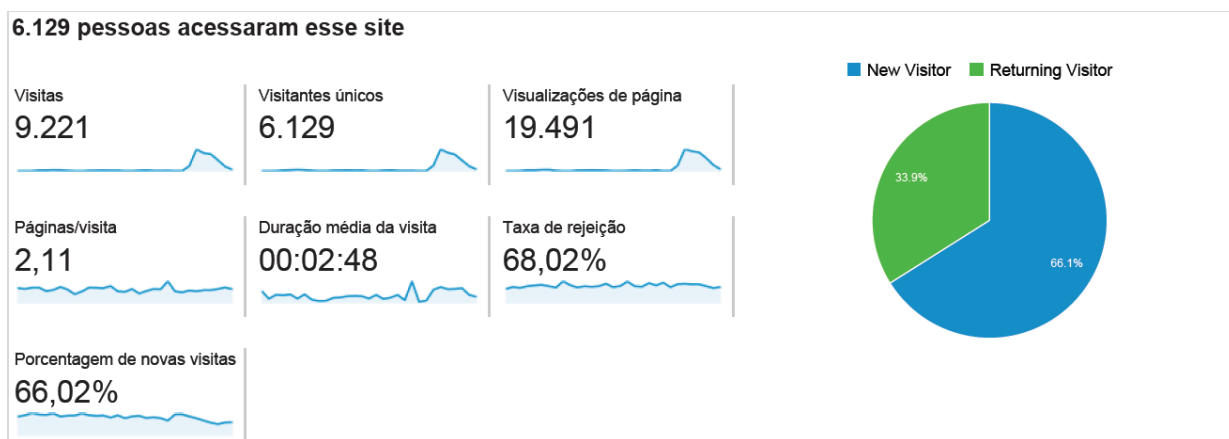 6.129 pessoas acessaram esse site
New Visitor Returning Visitor
Visitas
9.221
Visitantes únicos
6.129
Visualizações de página
19.491
33.9%
66.1%
Páginas/visita
2,11
Duração média da visita
00:02:48
Taxa de rejeição
68,02%
Porcentagem de novas visitas
66,02%